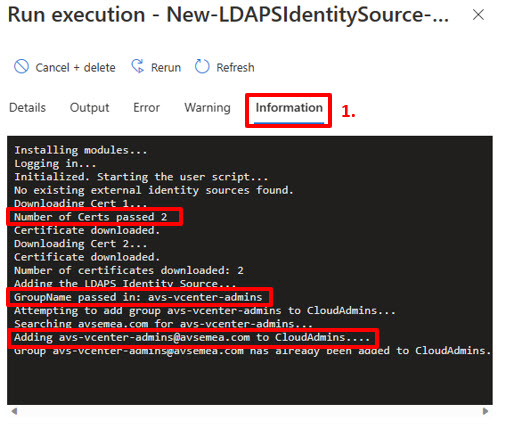 Run execution - New-LDAPSIdentitySource-...
Cancel + delete Rerun Refresh
Details Output Error Warning Information 1.
Installing modules...
Logging in...
Initialized. Starting the user script...
No existing external identity sources found.
Downloading Cert 1...
Number of Certs passed 2
Certificate downloaded.
Downloading Cert 2...
Certificate downloaded.
Number of certificates downloaded: 2
Adding the LDAPS Identity Source...
GroupName passed in: avs-vcenter-admins
Attempting to add group avs-vcenter-admins to CloudAdmins...
Searching avsemea.com for avs-vcenter-admins...
Adding avs-vcenter-admins@avsemea.com to CloudAdmins....
Group avs-vcenter-admins@avsemea.com has already been added to CloudAdmins.